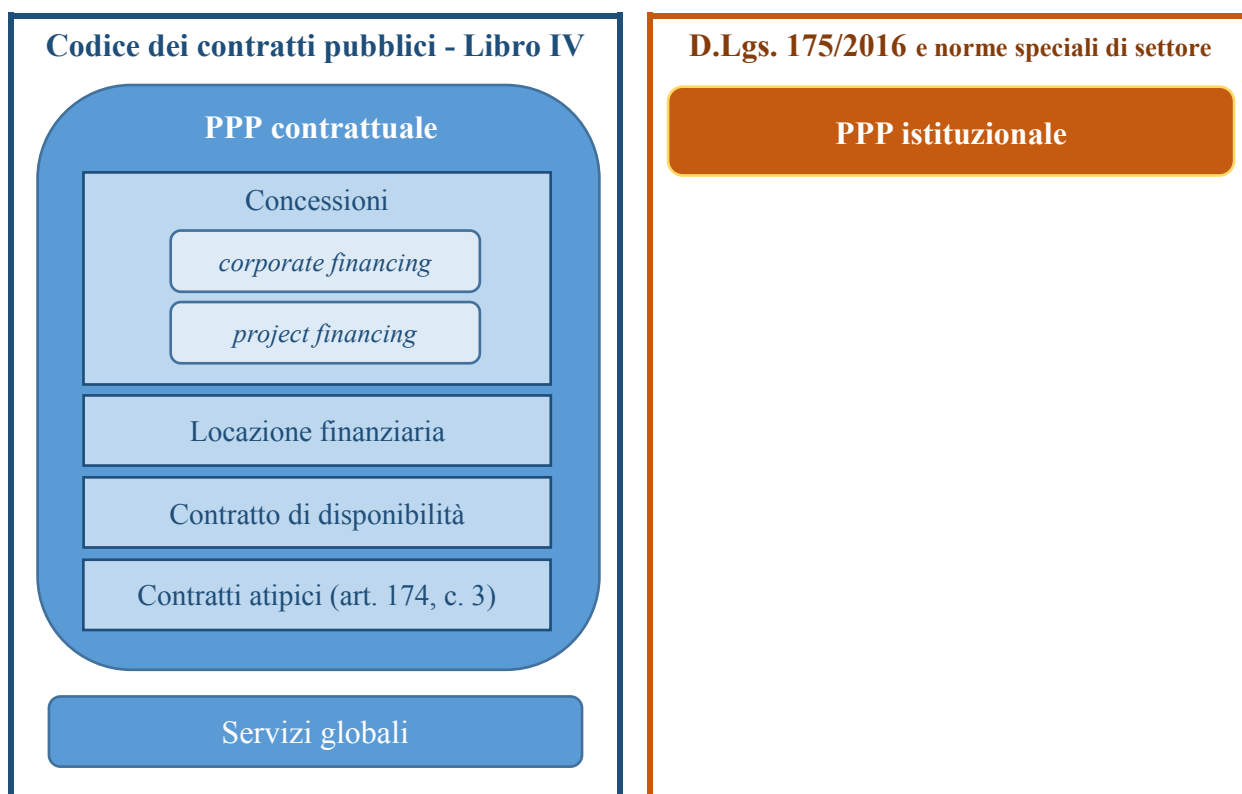 Codice dei contratti pubblici - Libro IV
PPP contrattuale
Concessioni
corporate financing
project financing
Locazione finanziaria
Contratto di disponibilità
Contratti atipici (art. 174, c. 3)
Servizi globali
D.Lgs. 175/2016 e norme speciali di settore
PPP istituzionale